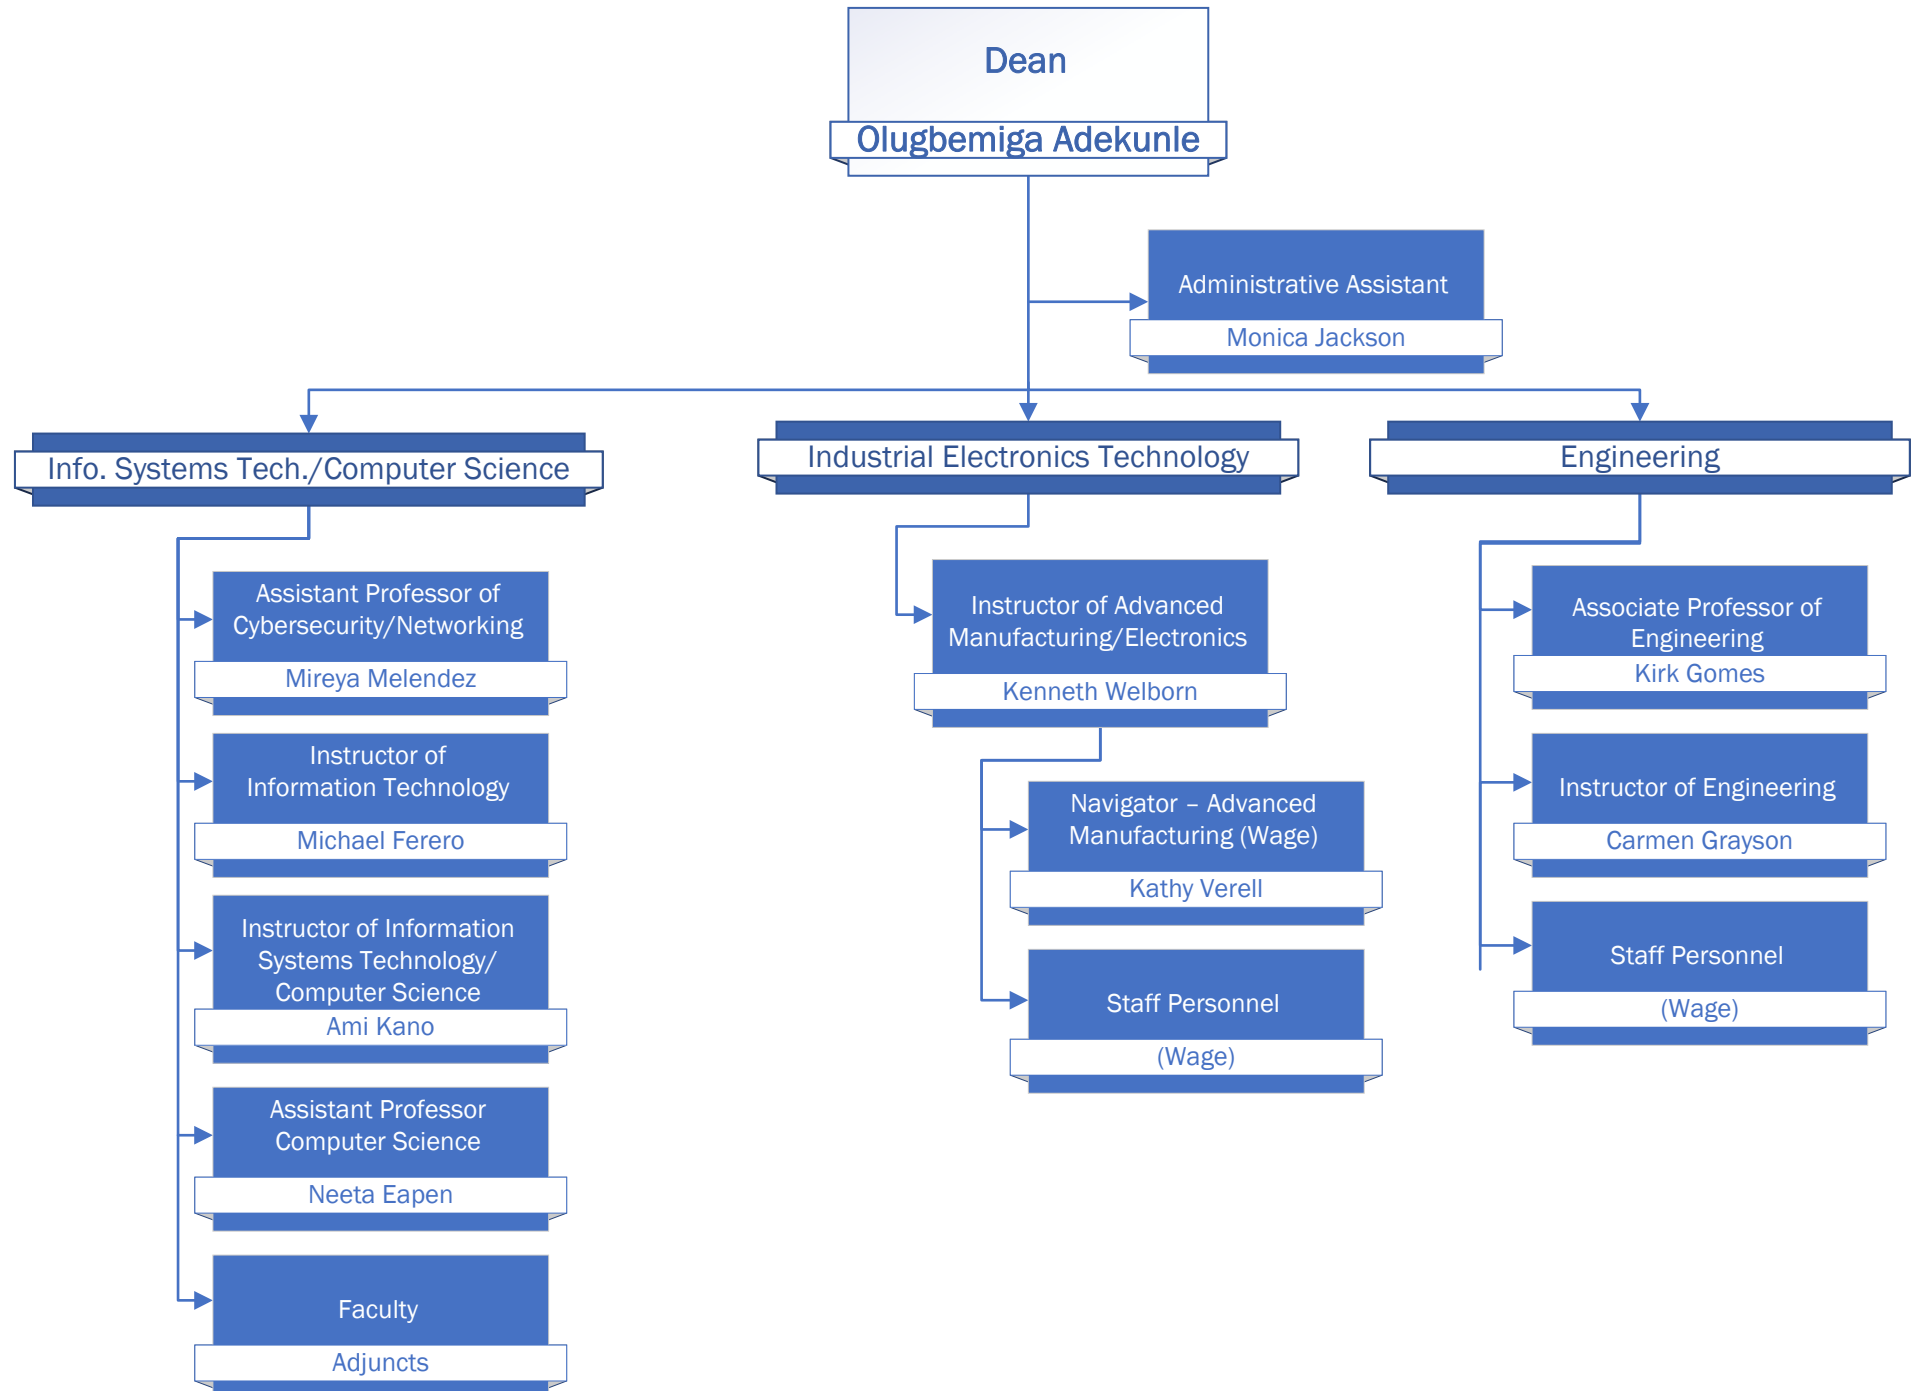 Dean
Olugbemiga Adekunle
Administrative Assistant
Monica Jackson
Info. Systems Tech./Computer Science
Assistant Professor of
Cybersecurity/Networking
Mireya Melendez
Instructor of
Information Technology
Michael Ferero
Instructor of Information
Systems Technology/
Computer Science
Ami Kano
Assistant Professor
Computer Science
Neeta Eapen
Faculty
Adjuncts
Industrial Electronics Technology
Instructor of Advanced
Manufacturing/Electronics
Kenneth Welborn
Navigator – Advanced
Manufacturing (Wage)
Kathy Verell
Staff Personnel
(Wage)
Engineering
Associate Professor of
Engineering
Kirk Gomes
Instructor of Engineering
Carmen Grayson
Staff Personnel
(Wage)